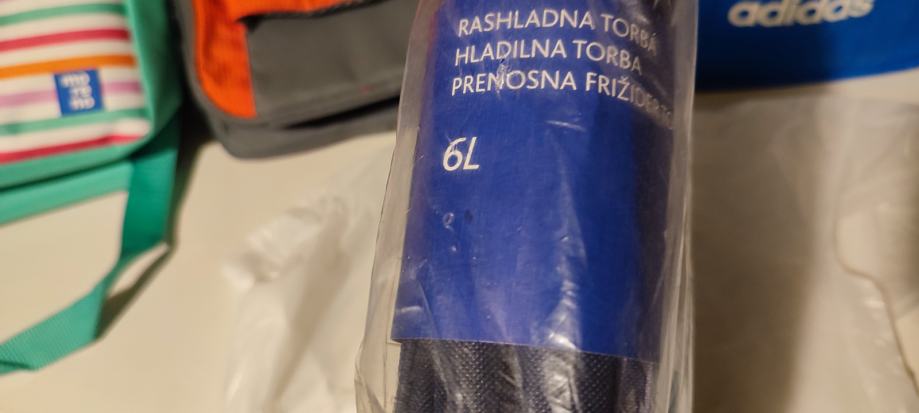 RASHLADNA TORBA
HLADILNA TORBA
PRENOSNA
6L
adidas